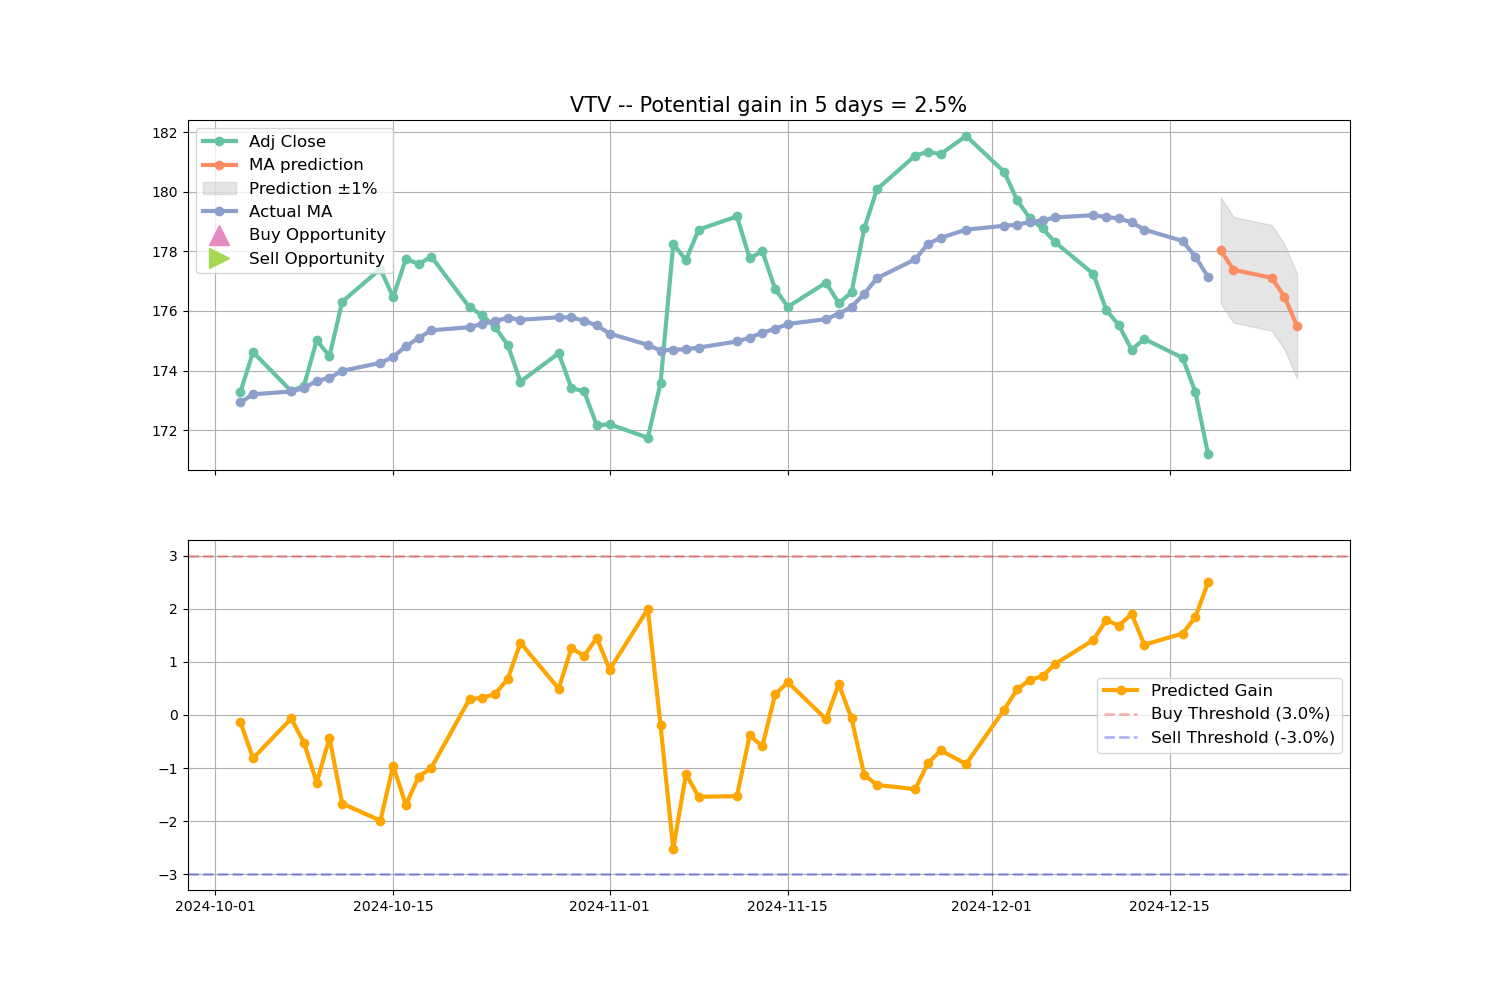 VTV -- Potential gain in 5 days = 2.5%
182
180
178
176
174
172
Adj Close
MA prediction
Prediction ±1%
Actual MA
Buy Opportunity
Sell Opportunity
3
2
1
0
−1
−2
−3
Predicted Gain
Buy Threshold (3.0%)
Sell Threshold (-3.0%)
2024-10-01 2024-10-15 2024-11-01 2024-11-15 2024-12-01 2024-12-15